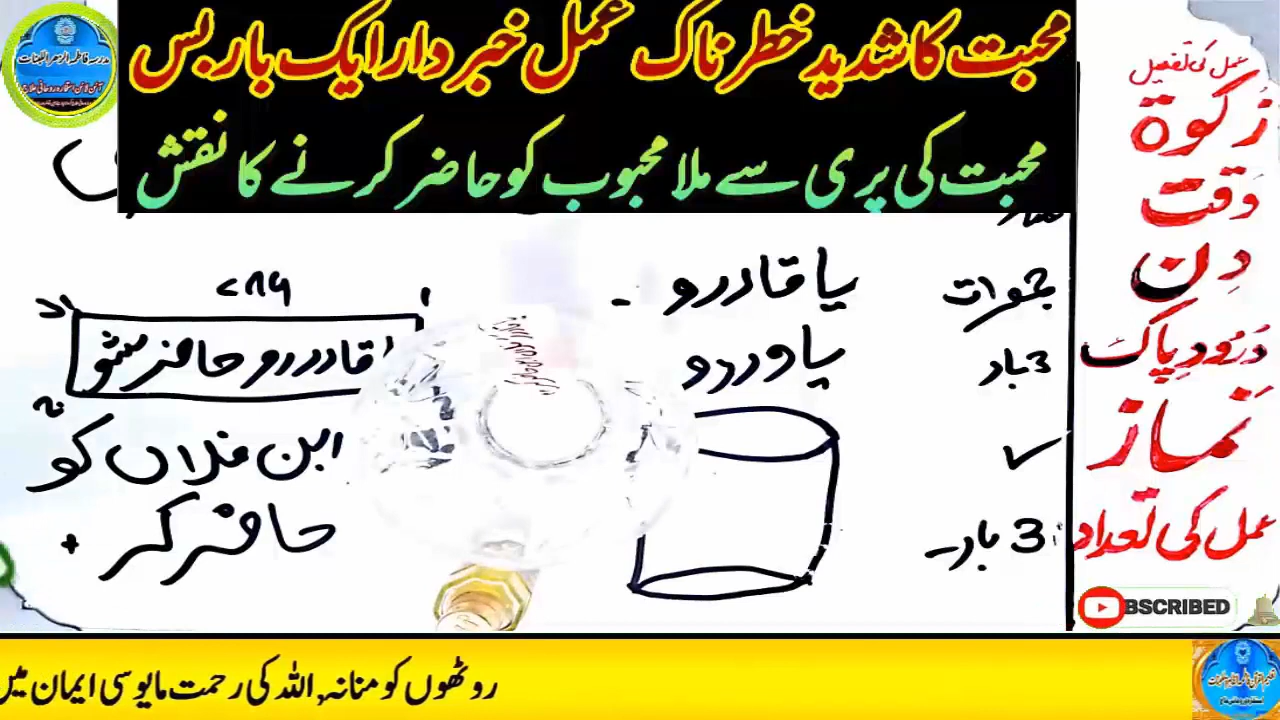 محبت کا شدید خطرناک عمل خبردار ایک بار بس
محبت کی پری سے ملا محبوب کو حاضر کرنے کا نقش
عمل کی تفصیل
زکوۃ
وقت
دن
درود پاک
نماز
عمل کی تعداد
جمعرات
3 بار
3 بار
یا قادرو
یا وردو
۷۸۶
قادررو حاضر شو
ابن فلاں کو
حاضر کر
BSCRIBED
روٹھوں کو منانہ, اللہ کی رحمت مایوسی ایمان میں